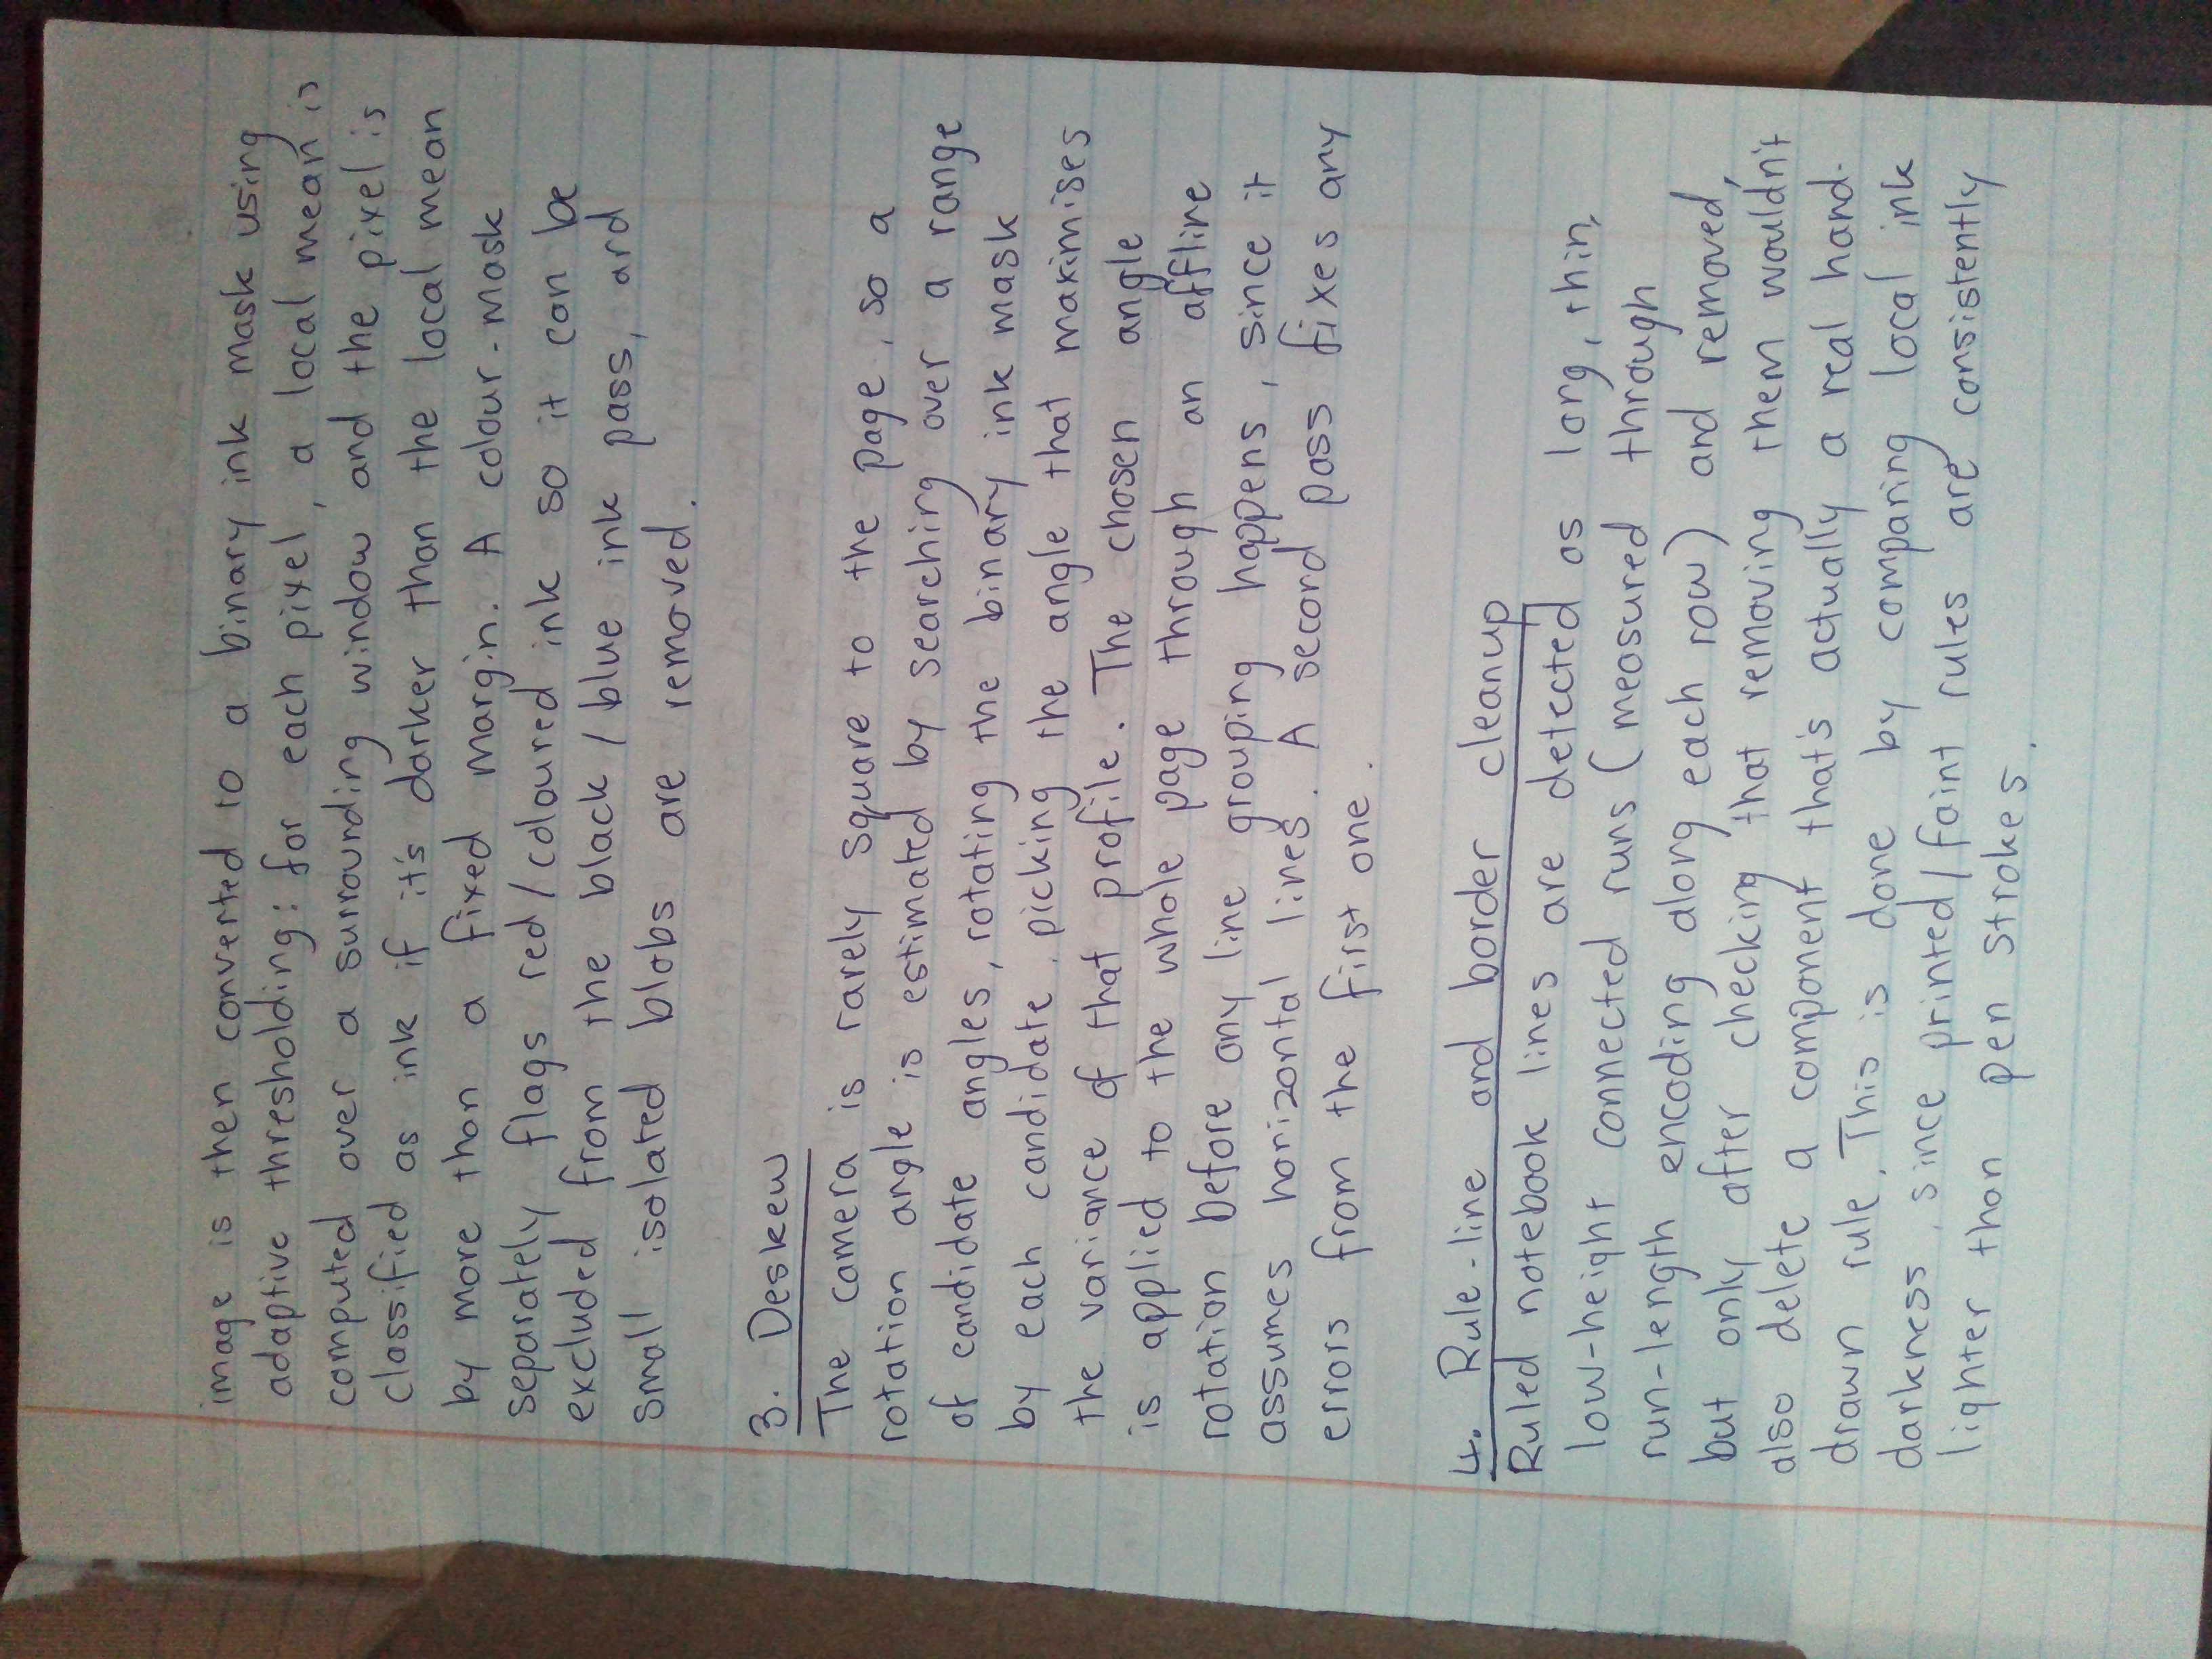 image is then converted to a binary ink mask using
adaptive thresholding: for each pixel, a local mean is
computed over a surrounding window and the pixel is
classified as ink if it's darker than the local mean
by more than a fixed margin. A colour-mask
separately flags red/coloured ink so it can be
excluded from the black/blue ink pass, and
small isolated blobs are removed.
3. Deskew
The camera is rarely square to the page, so a
rotation angle is estimated by searching over a range
of candidate angles, rotating the binary ink mask
by each candidate, picking the angle that maximises
the variance of that profile. The chosen angle
is applied to the whole page through an affine
rotation before any line grouping happens, since it
assumes horizontal lines. A second pass fixes any
errors from the first one.
4. Rule-line and border cleanup
Ruled notebook lines are detected as long, thin,
low-height connected runs (measured through
run-length encoding along each row) and removed,
but only after checking that removing them wouldn't
also delete a component that's actually a real hand-
drawn rule. This is done by comparing local ink
darkness, since printed/faint rules are consistently
lighter than pen strokes.